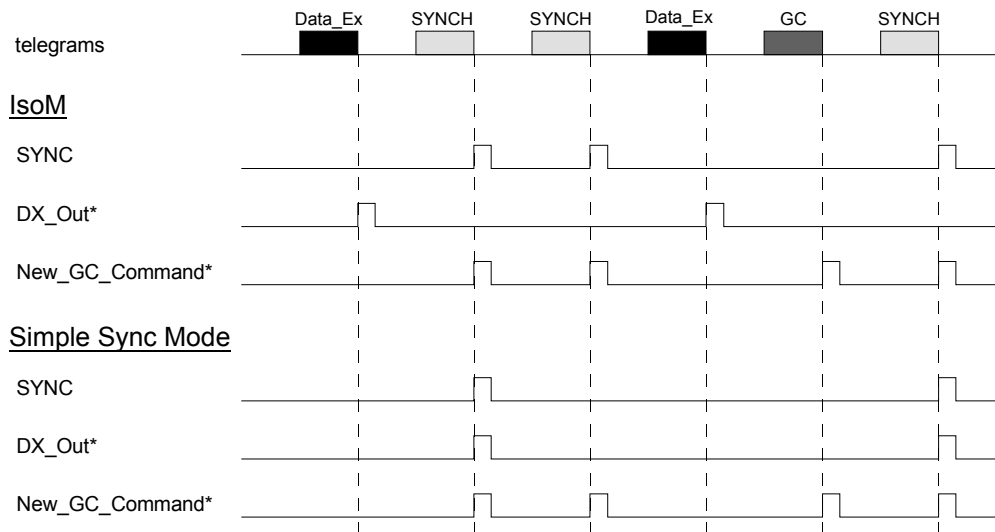 Data_Ex SYNCH SYNCH Data_Ex GC SYNCH
telegrams
IsoM
SYNC
DX_Out*
New_GC_Command*
Simple Sync Mode
SYNC
DX_Out*
New_GC_Command*